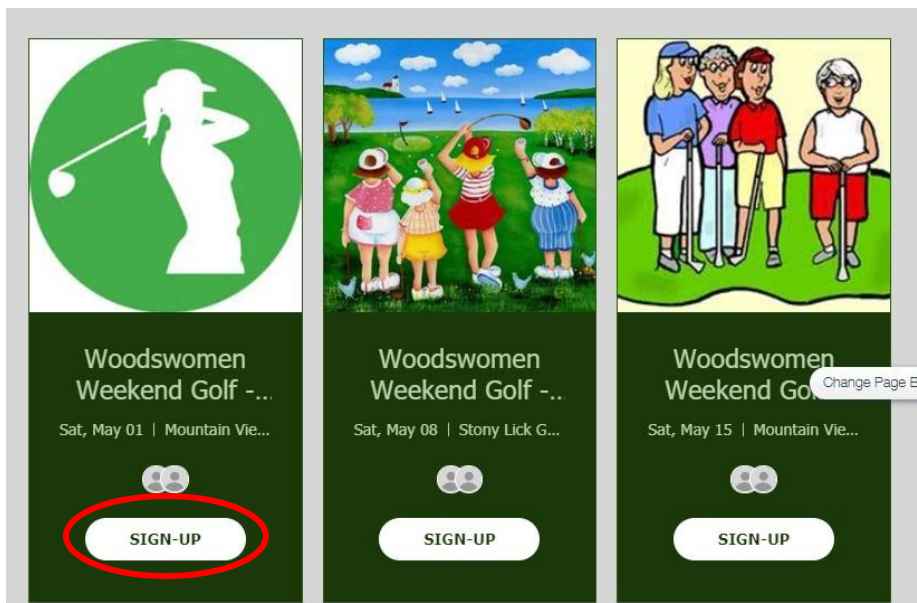 Woodswomen
Weekend Golf -...
Sat, May 01 | Mountain Vie...
SIGN-UP
Woodswomen
Weekend Golf -...
Sat, May 08 | Stony Lick G...
SIGN-UP
Woodswomen
Weekend Go
Change Page B
Sat, May 15 | Mountain Vie...
SIGN-UP